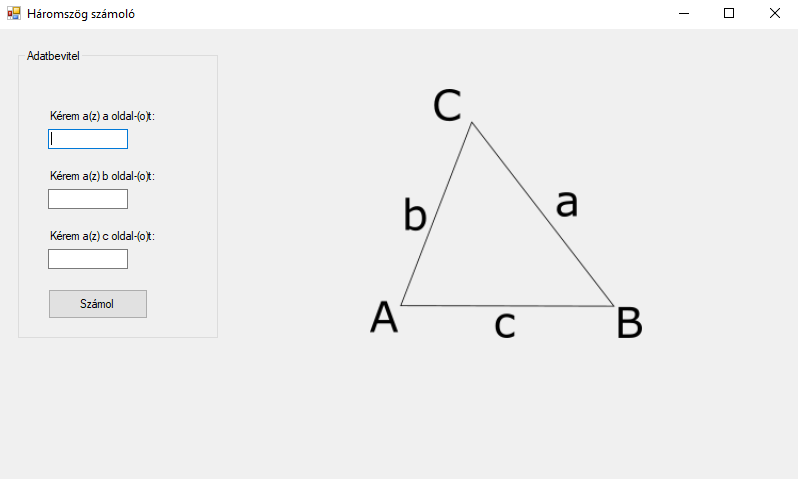 Háromszög számoló
Adatbevitel
Kérem a(z) a oldal-(o)t:
Kérem a(z) b oldal-(o)t:
Kérem a(z) c oldal-(o)t:
Számol
C
b
a
A
c
B